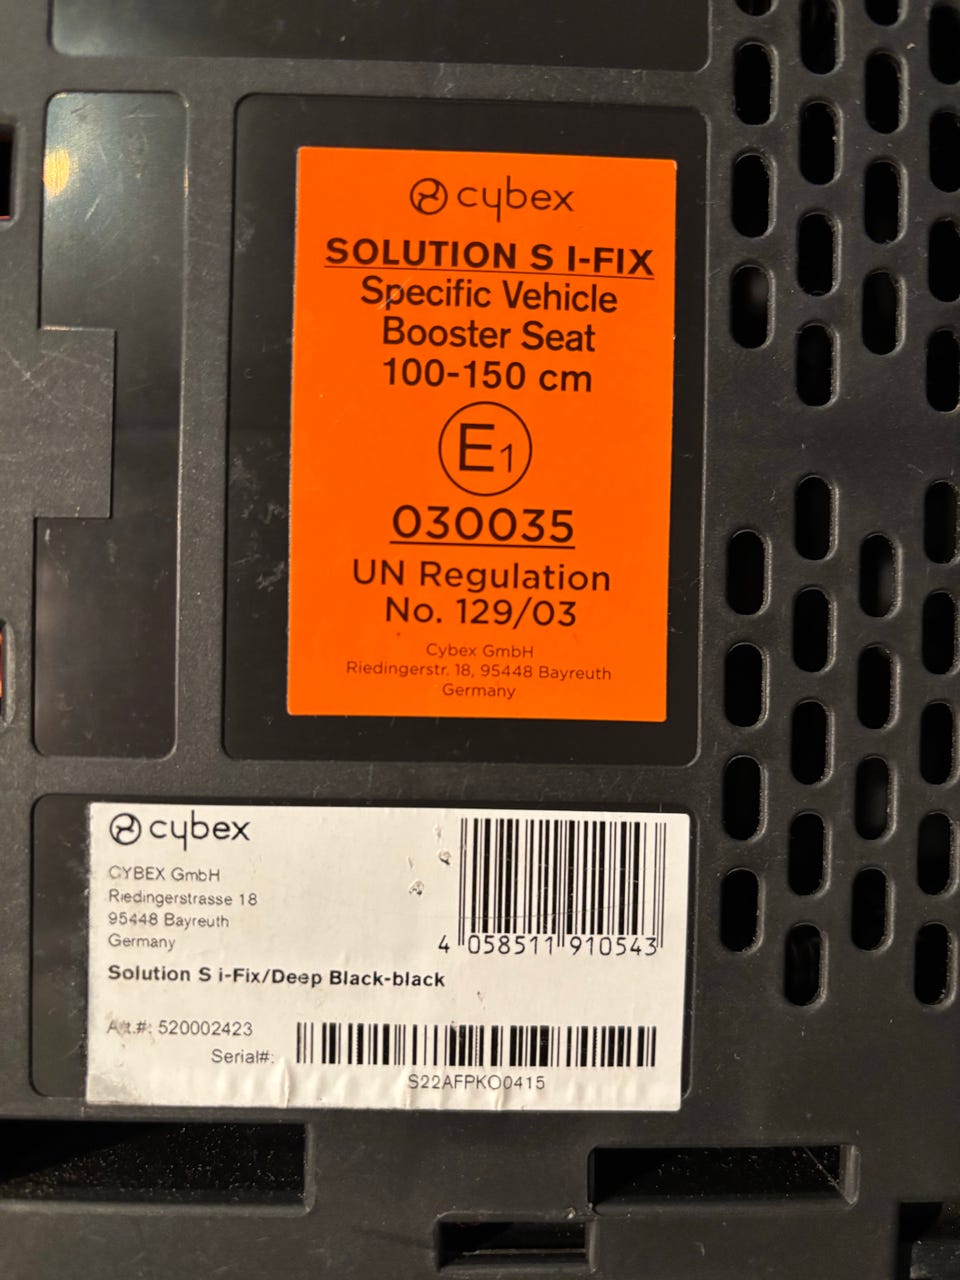 cybex
SOLUTION S I-FIX
Specific Vehicle
Booster Seat
100-150 cm
E1
030035
UN Regulation
No. 129/03
Cybex GmbH
Riedingerstr. 18, 95448 Bayreuth
Germany
cybex
CYBEX GmbH
Riedingerstrasse 18
95448 Bayreuth
Germany
4 058511 910543
Solution S i-Fix/Deep Black-black
Art.#: 520002423
Serial#:
S22AFPKO0415